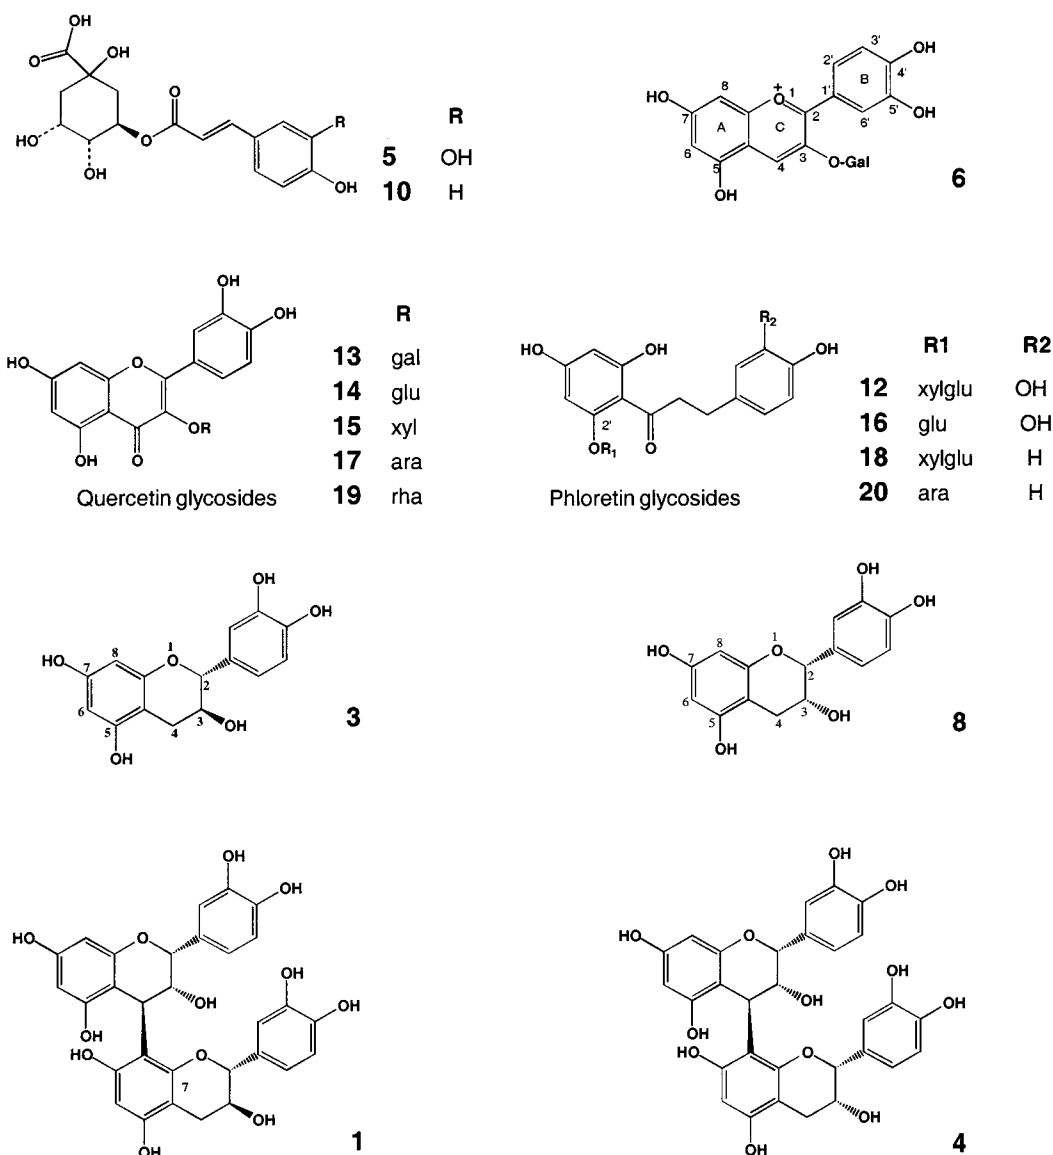 OH
O
OH
HO
OH
O
O
R
OH
R
5 OH
10 H
HO
7
8
A
6
5
OH
O
+
1
C
2
3
4
O-Gal
1'
2'
3'
B
4'
5'
6'
OH
OH
6
OH
OH
HO
O
OR
OH
O
Quercetin glycosides
R
13 gal
14 glu
15 xyl
17 ara
19 rha
HO
OH
2'
OR1
O
R2
OH
Phloretin glycosides
R1 R2
12 xylglu OH
16 glu OH
18 xylglu H
20 ara H
OH
OH
HO
7
8
1
O
2
3
OH
4
5
6
OH
3
OH
OH
HO
7
8
1
O
2
3
OH
4
5
6
OH
8
OH
OH
HO
O
OH
OH
OH
OH
HO
O
7
OH
OH
1
OH
OH
HO
O
OH
OH
OH
OH
HO
O
OH
OH
4